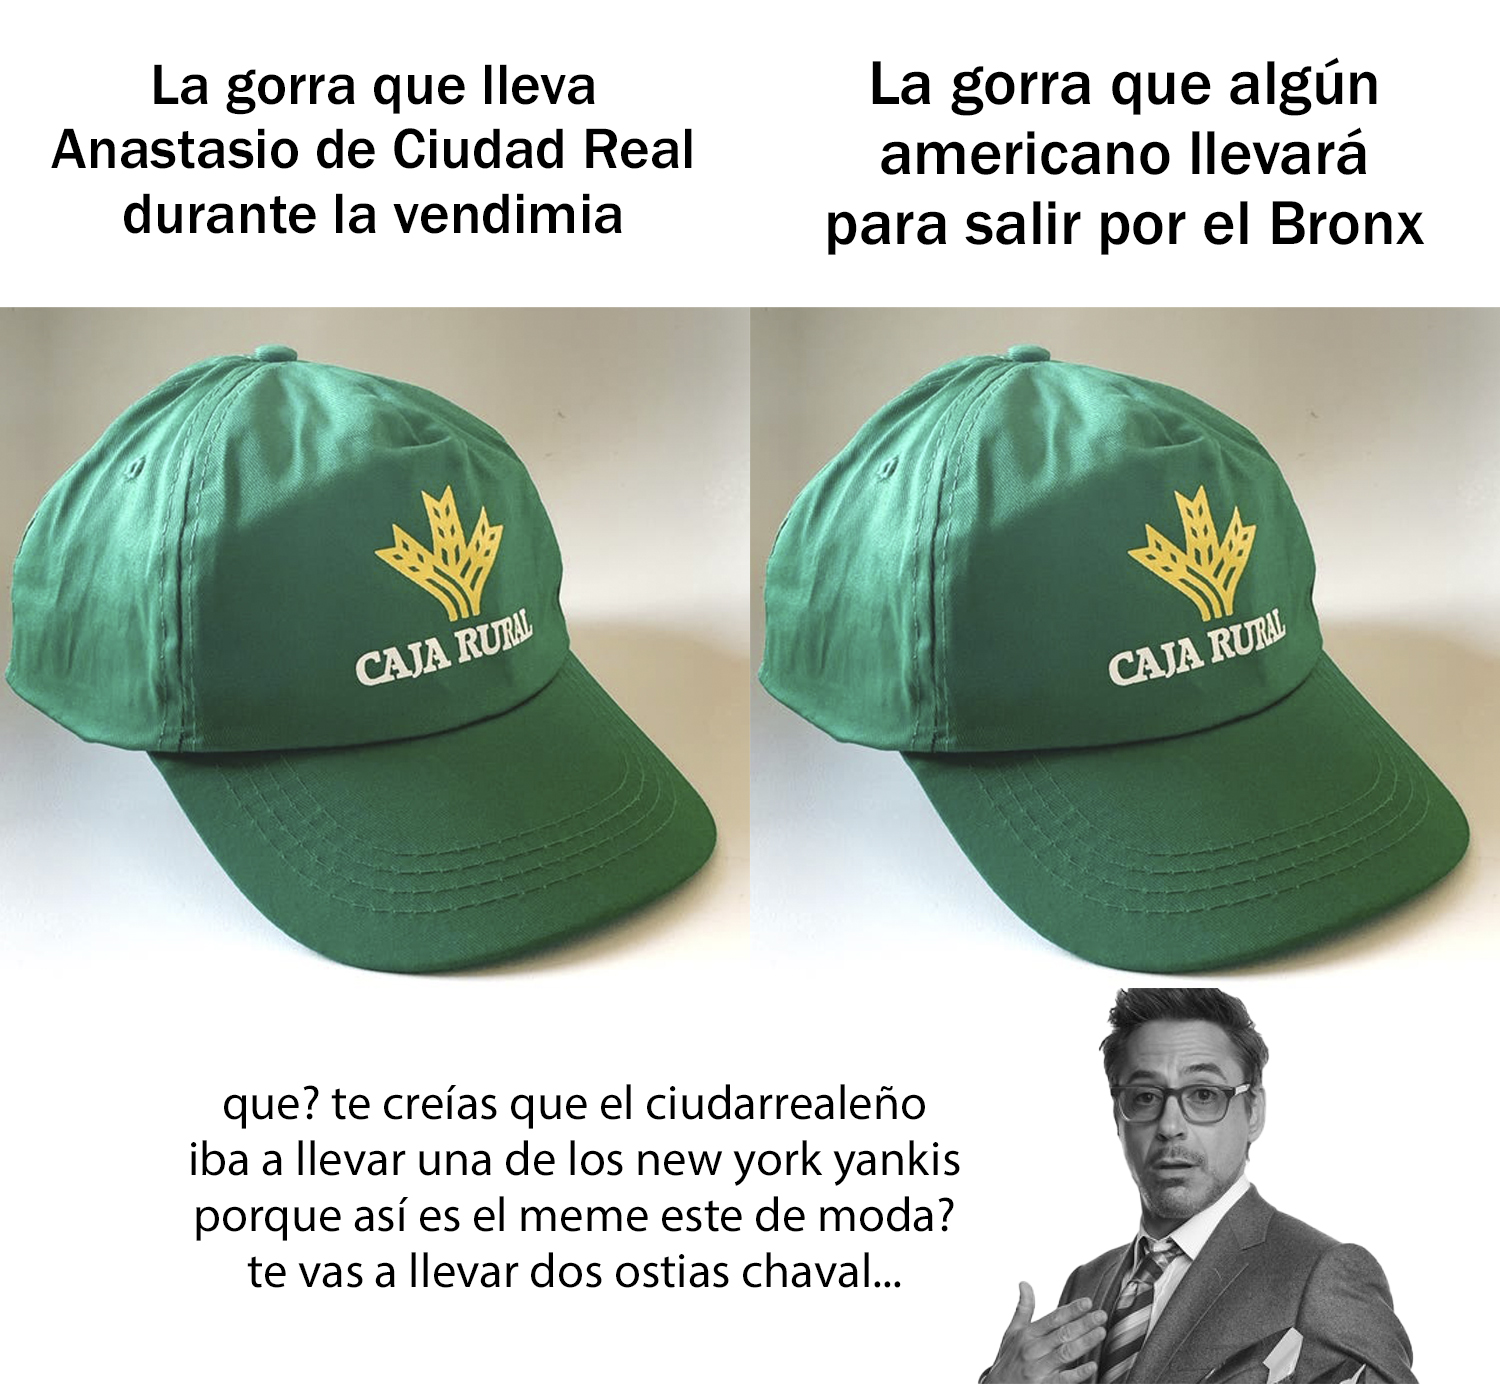 La gorra que lleva
Anastasio de Ciudad Real
durante la vendimia
La gorra que algún
americano llevará
para salir por el Bronx
CAJA RURAL
CAJA RURAL
que? te creías que el ciudarrealeño
iba a llevar una de los new york yankis
porque así es el meme este de moda?
te vas a llevar dos ostias chaval...